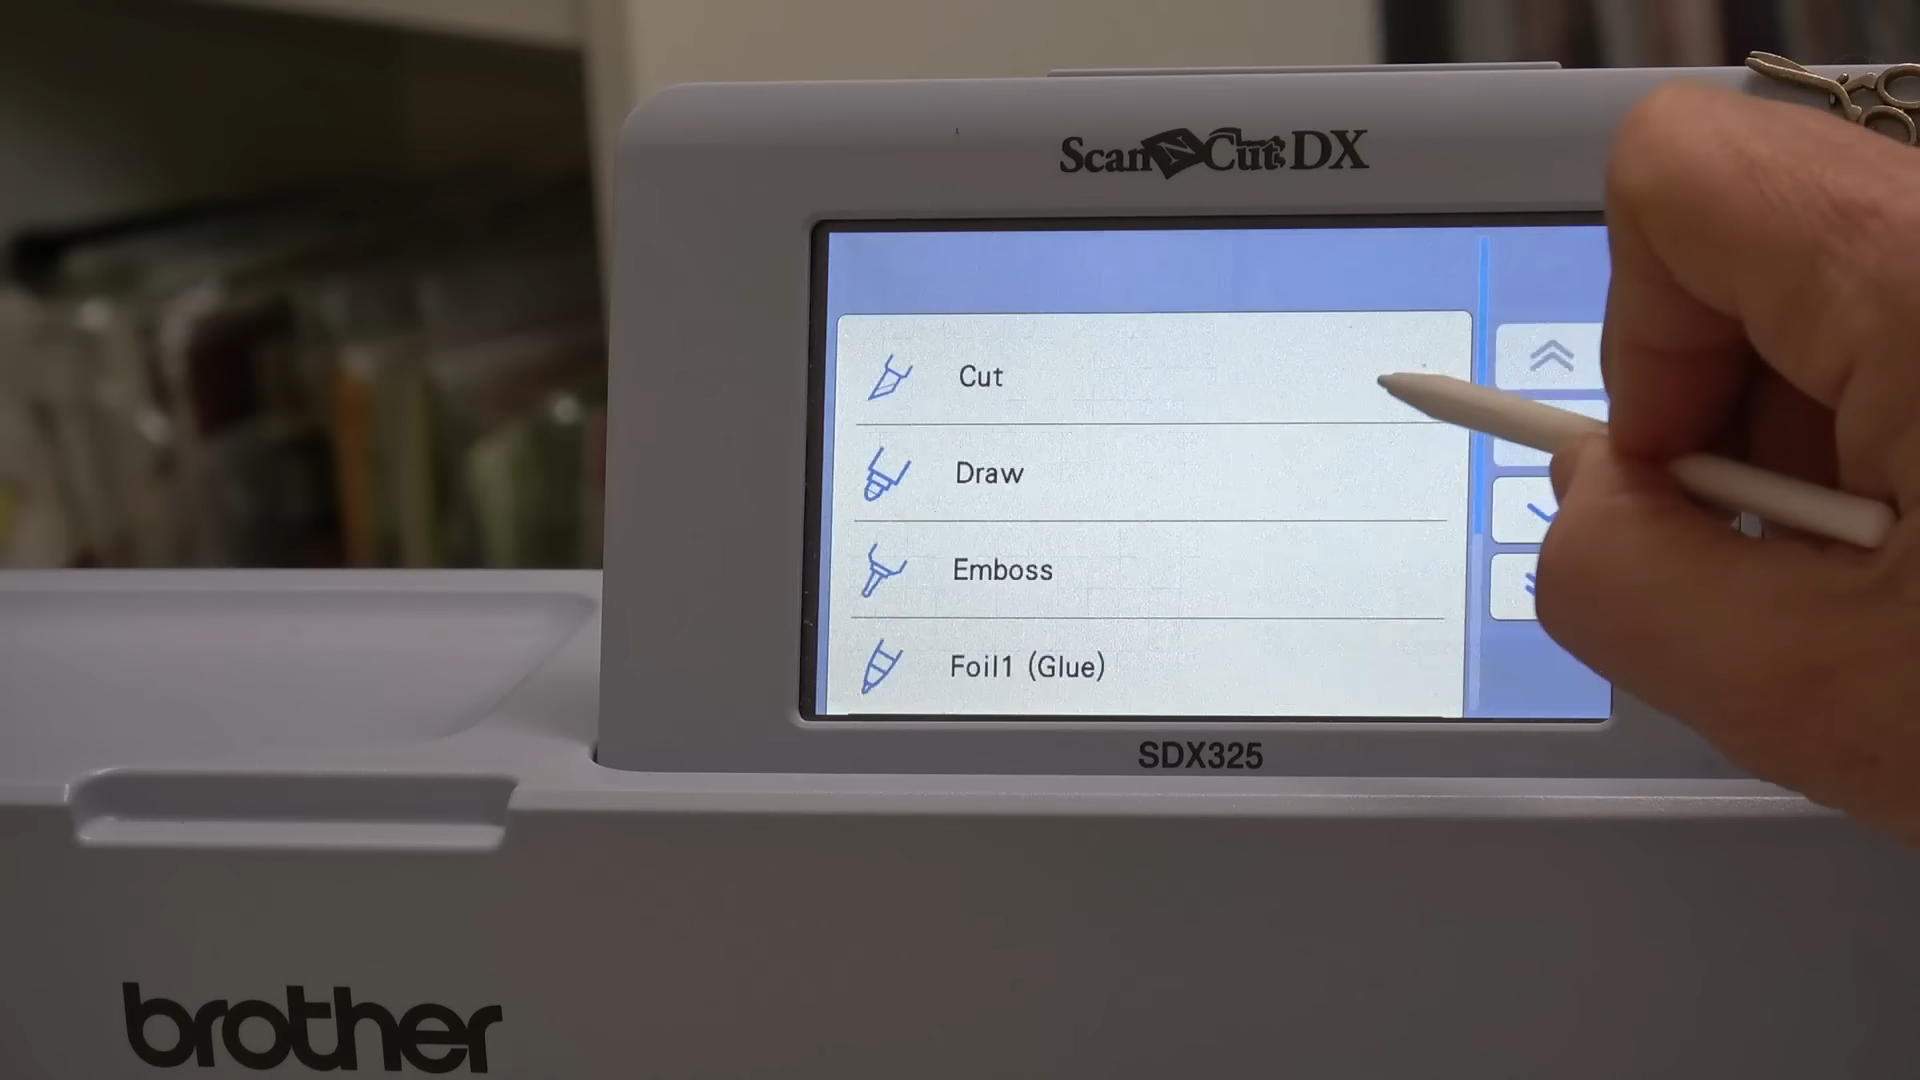 ScanNCut DX
Cut
Draw
Emboss
Foil1 (Glue)
SDX325
brother